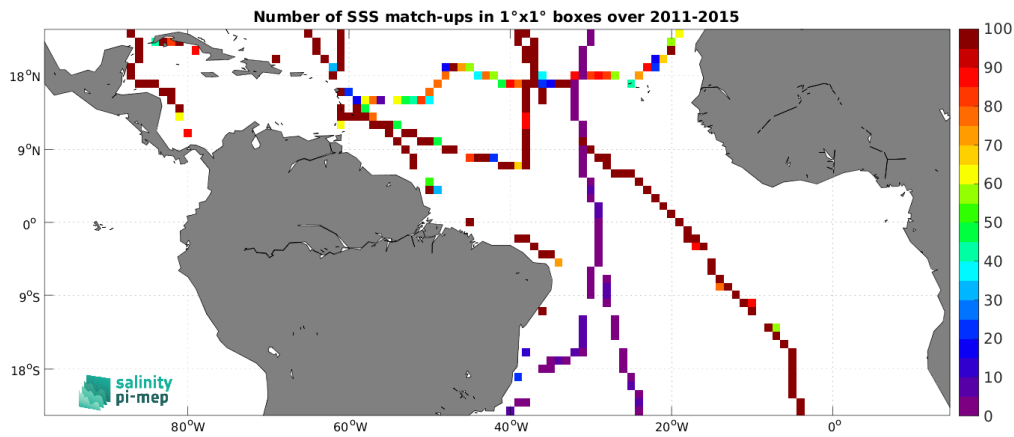 Number of SSS match-ups in 1°x1° boxes over 2011-2015
100
90
80
70
60
50
40
30
20
10
0
18°N
9°N
0°
9°S
18°S
80°W
60°W
40°W
20°W
0°
salinity
pi-mep